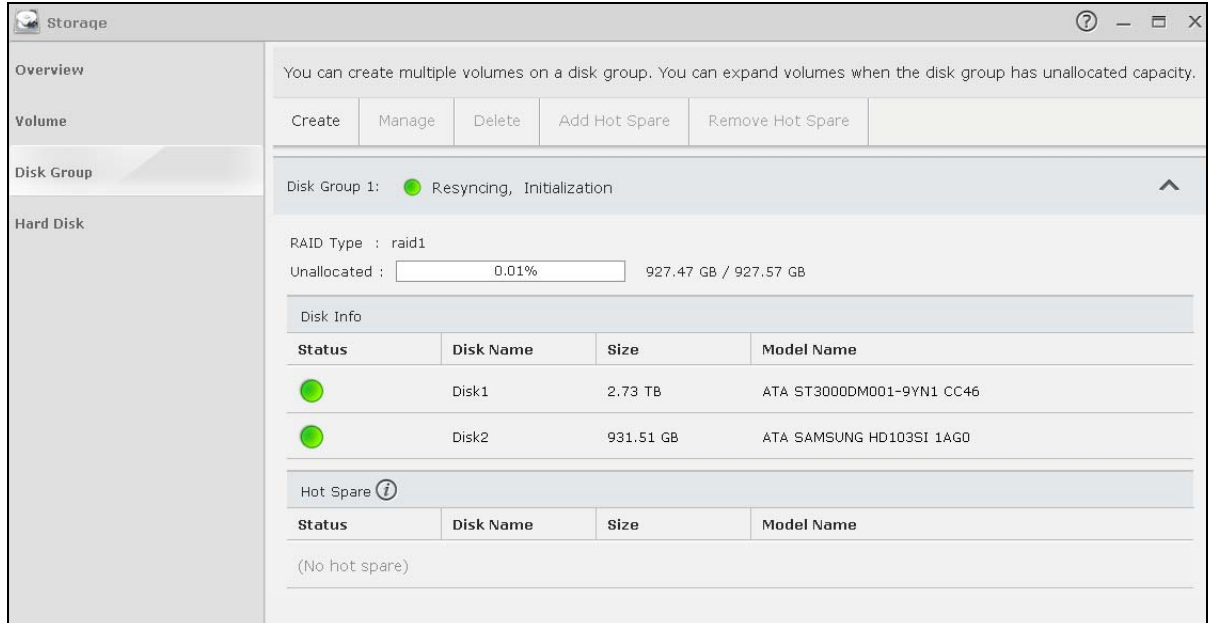 Storage
Overview
Volume
Disk Group
Hard Disk
You can create multiple volumes on a disk group. You can expand volumes when the disk group has unallocated capacity.
Create Manage Delete Add Hot Spare Remove Hot Spare
Disk Group 1: Resyncing, Initialization
RAID Type : raid1
Unallocated : 0.01% 927.47 GB / 927.57 GB
Disk Info
Status Disk Name Size Model Name
Disk1 2.73 TB ATA ST3000DM001-9YN1 CC46
Disk2 931.51 GB ATA SAMSUNG HD103SI 1AG0
Hot Spare
Status Disk Name Size Model Name
(No hot spare)